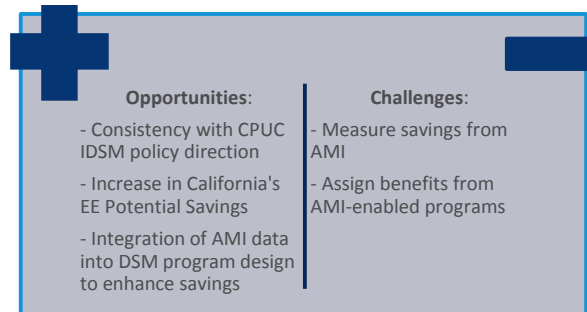 Opportunities:
- Consistency with CPUC
IDSM policy direction
- Increase in California's
EE Potential Savings
- Integration of AMI data
into DSM program design
to enhance savings
Challenges:
- Measure savings from
AMI
- Assign benefits from
AMI-enabled programs